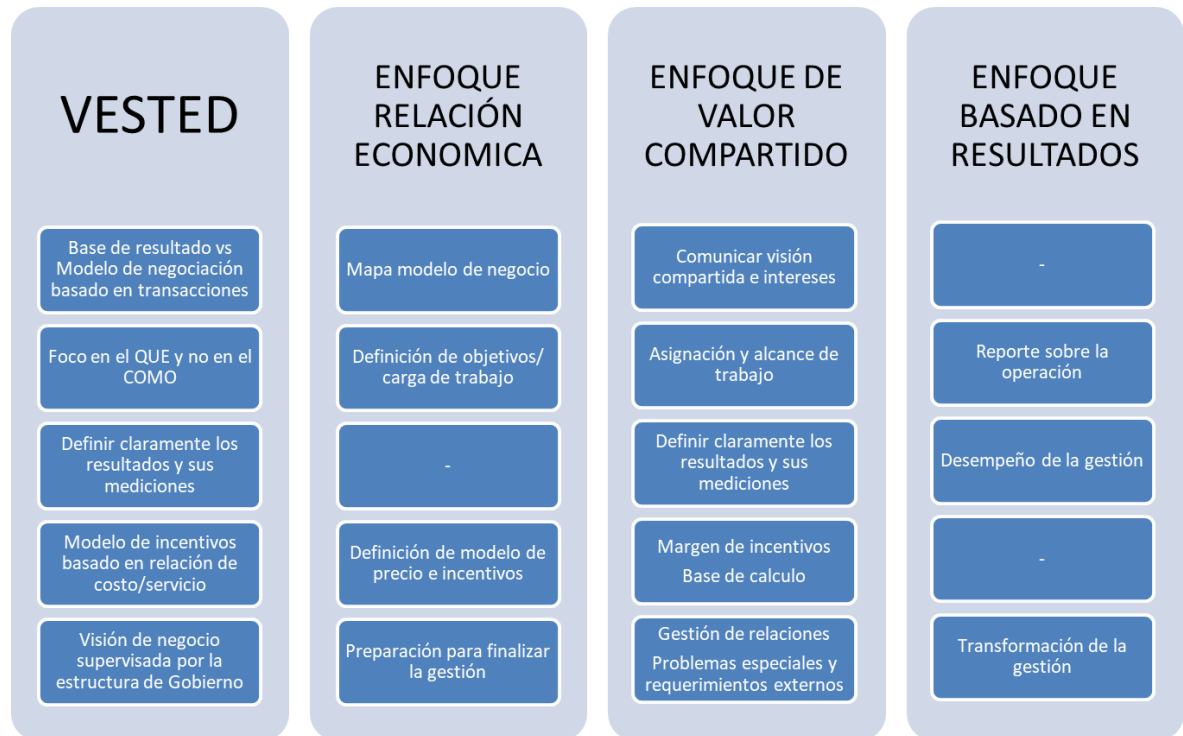 VESTED
Base de resultado vs
Modelo de negociación
basado en transacciones
Foco en el QUE y no en el
COMO
Definir claramente los
resultados y sus
mediciones
Modelo de incentivos
basado en relación de
costo/servicio
Visión de negocio
supervisada por la
estructura de Gobierno
ENFOQUE
RELACIÓN
ECONOMICA
Mapa modelo de negocio
Definición de objetivos/
carga de trabajo
-
Definición de modelo de
precio e incentivos
Preparación para finalizar
la gestión
ENFOQUE DE
VALOR
COMPARTIDO
Comunicar visión
compartida e intereses
Asignación y alcance de
trabajo
Definir claramente los
resultados y sus
mediciones
Margen de incentivos
Base de calculo
Gestión de relaciones
Problemas especiales y
requerimientos externos
ENFOQUE
BASADO EN
RESULTADOS
-
Reporte sobre la
operación
Desempeño de la gestión
-
Transformación de la
gestión